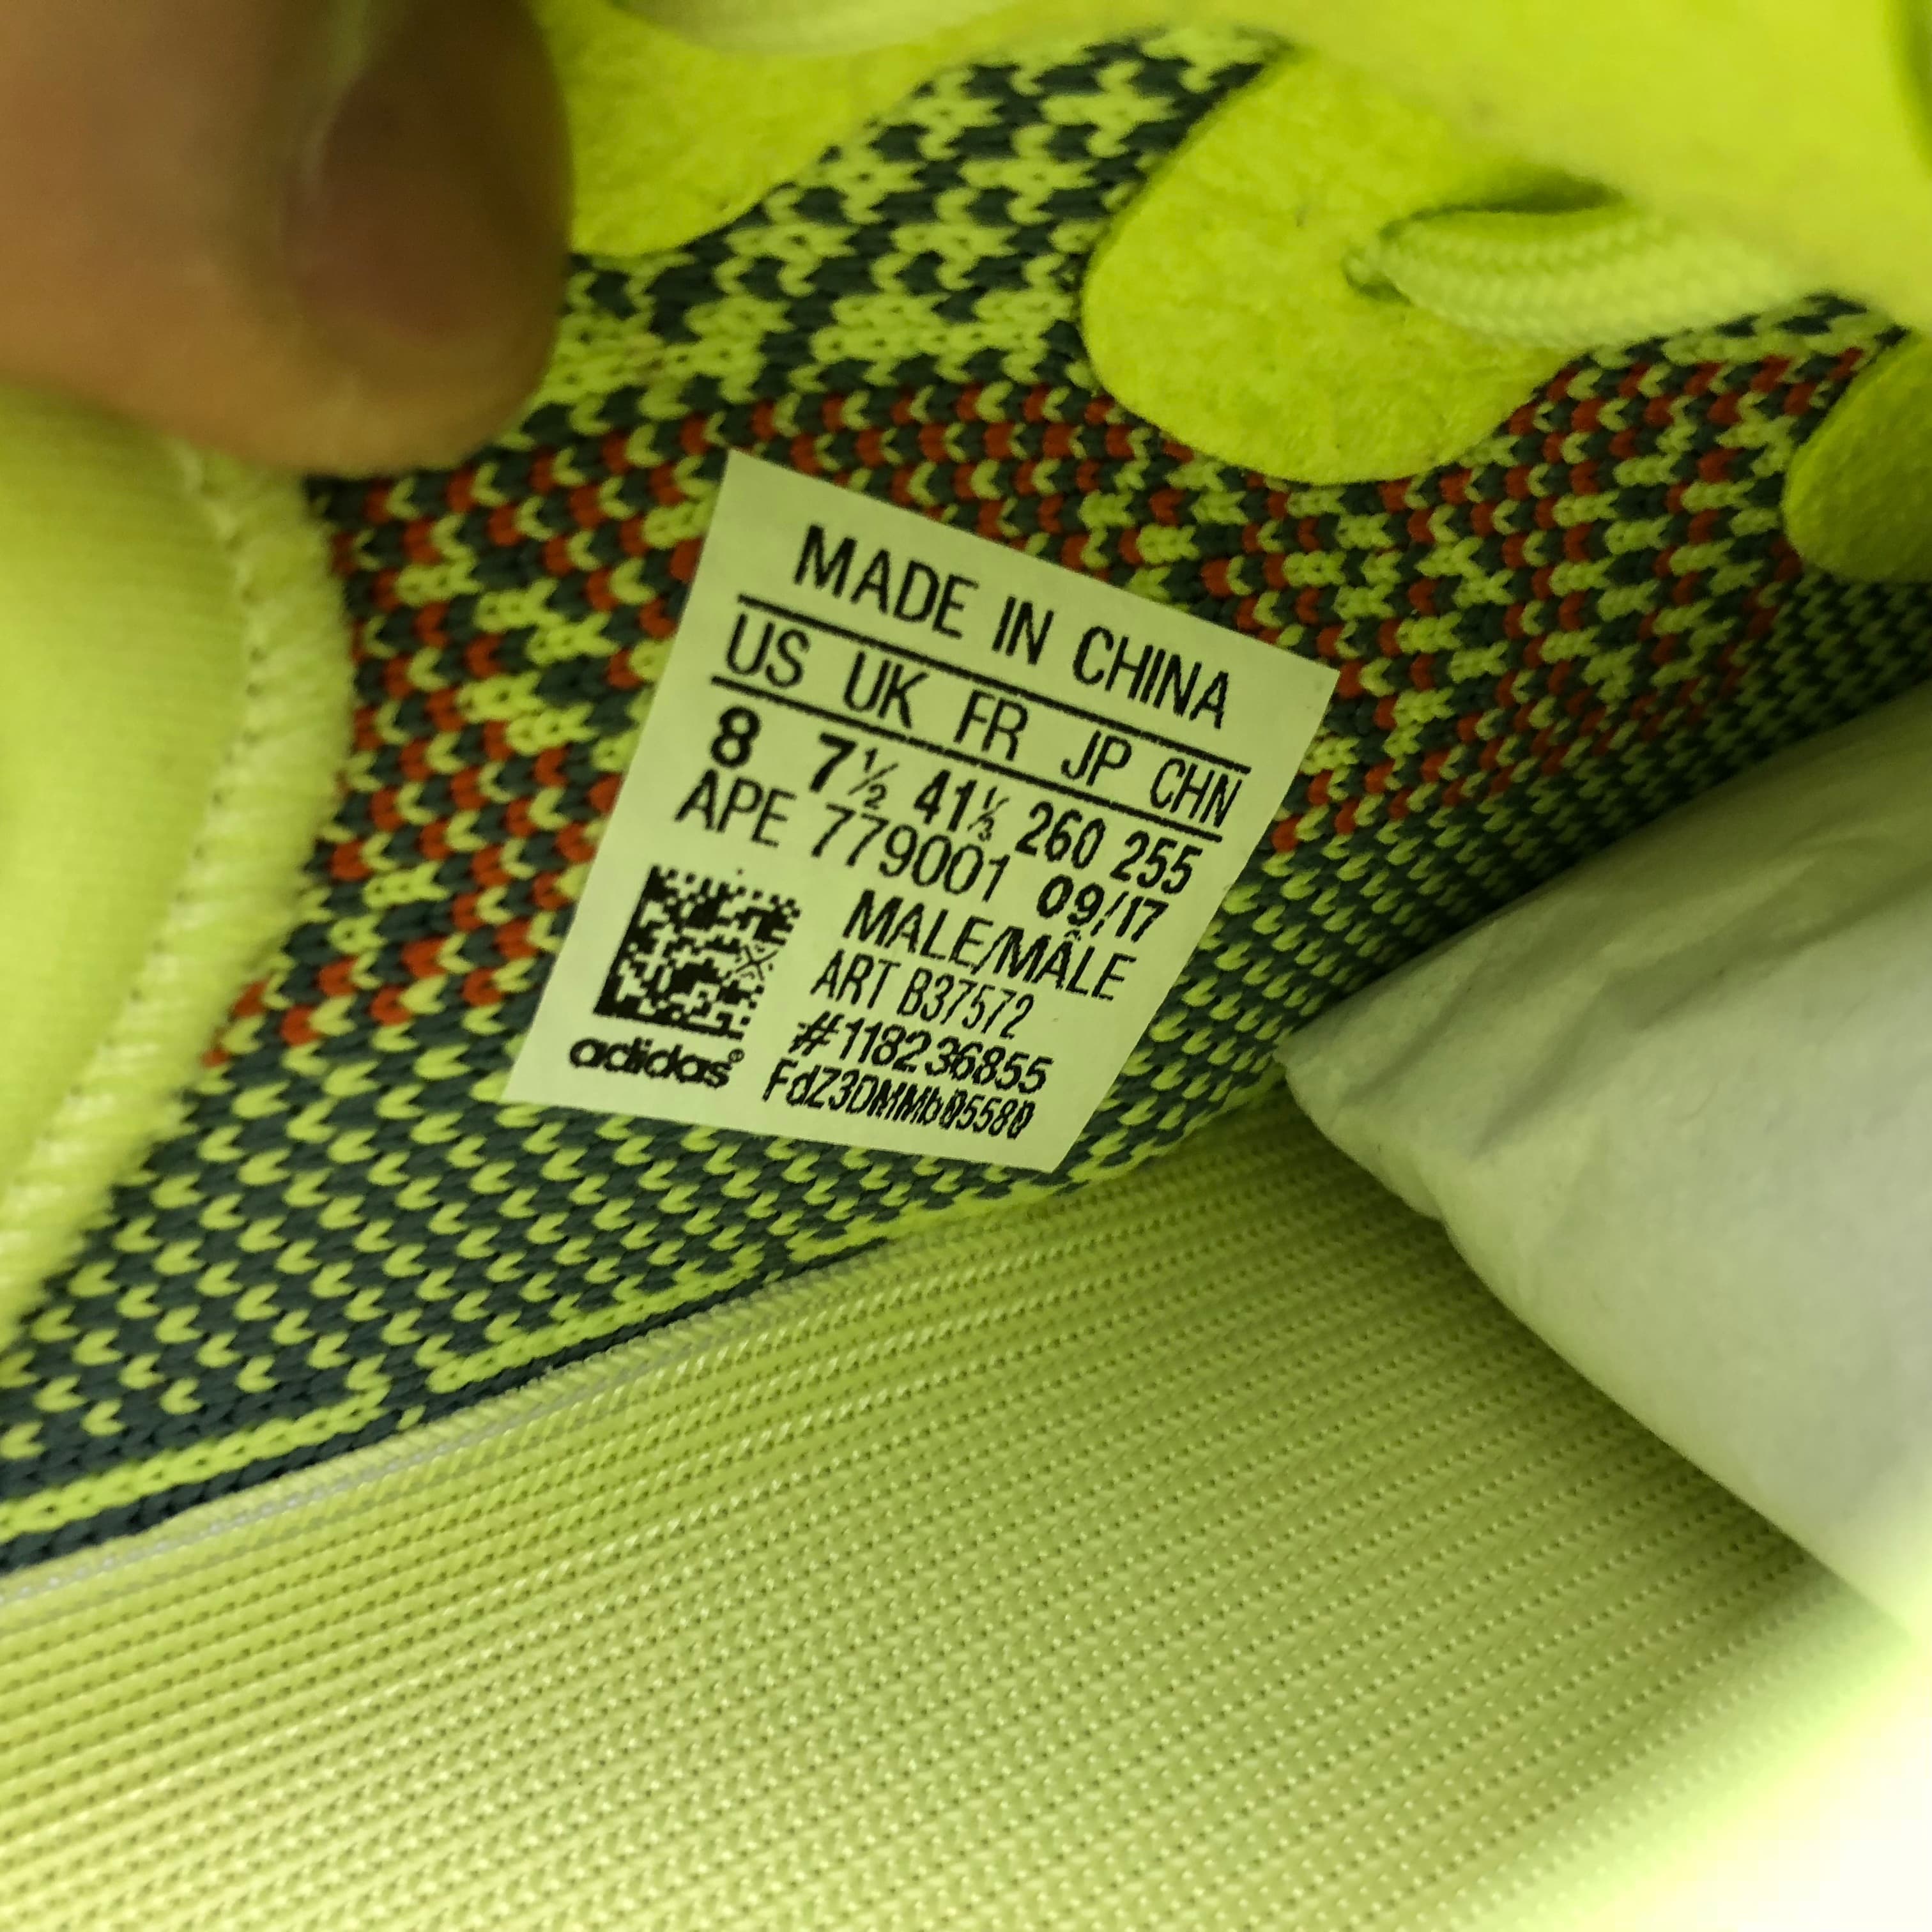 MADE IN CHINA
US UK FR JP CHN
8 7½ 41⅓ 260 255
APE 779001 09/17
MALE/MÂLE
ART B37572
#118236855
adidas®